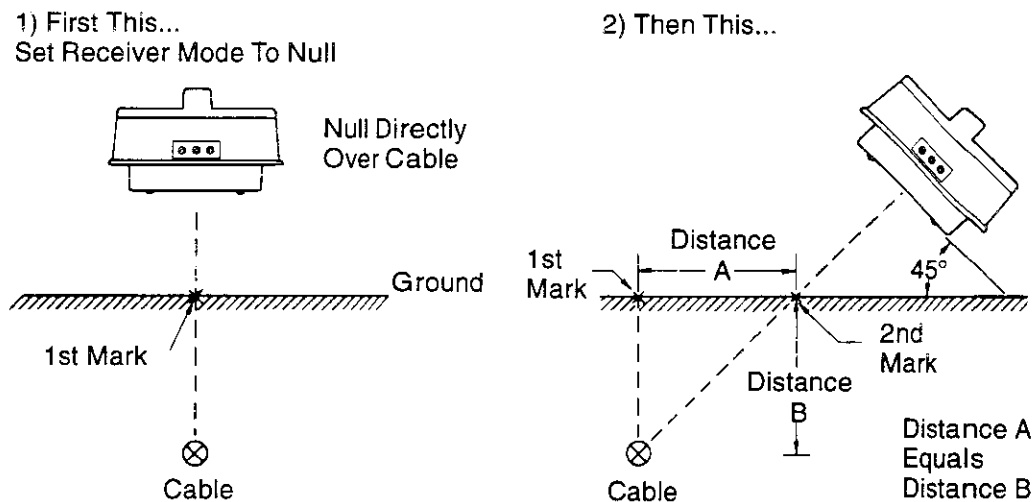 1) First This...
Set Receiver Mode To Null
Null Directly
Over Cable
Ground
1st Mark
Cable
2) Then This...
Distance
A
1st
Mark
45°
2nd
Mark
Distance
B
Cable
Distance A
Equals
Distance B